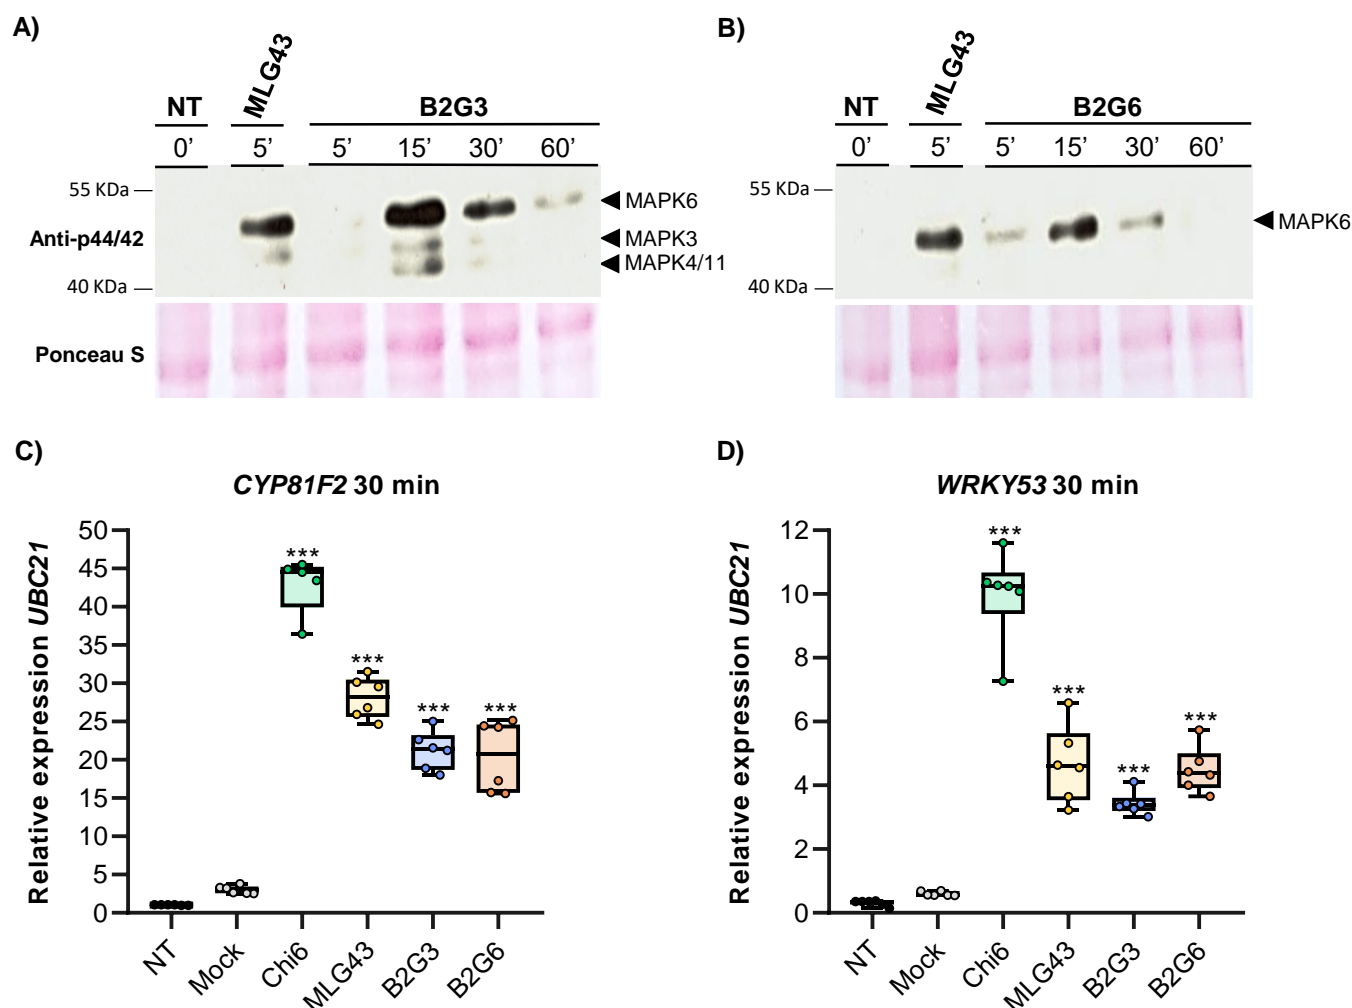 A)
NT
MLG43
B2G3
0’
5’
5’
15’
30’
60’
55 KDa
MAPK6
Anti-p44/42
MAPK3
MAPK4/11
40 KDa
Ponceau S
B)
NT
MLG43
B2G6
0’
5’
5’
15’
30’
60’
55 KDa
MAPK6
40 KDa
C)
CYP81F2 30 min
***
***
***
***
Relative expression UBC21
50
45
40
35
30
25
20
15
10
5
0
NT
Mock
Chi6
MLG43
B2G3
B2G6
D)
WRKY53 30 min
***
***
***
***
Relative expression UBC21
12
10
8
6
4
2
0
NT
Mock
Chi6
MLG43
B2G3
B2G6